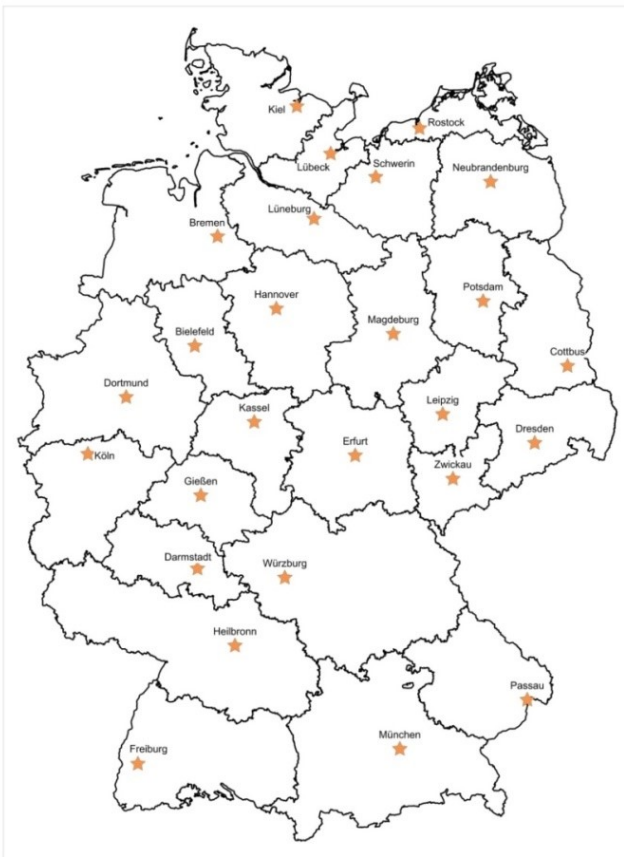 Kiel
Rostock
Lübeck
Schwerin
Neubrandenburg
Lüneburg
Bremen
Potsdam
Hannover
Magdeburg
Bielefeld
Cottbus
Dortmund
Leipzig
Kassel
Dresden
Erfurt
Köln
Zwickau
Gießen
Darmstadt
Würzburg
Heilbronn
Passau
München
Freiburg